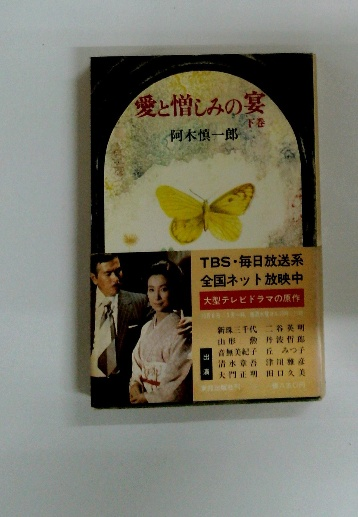 愛と憎しみの宴
下巻
阿木慎一郎
TBS・毎日放送系
全国ネット放映中
大型テレビドラマの原作
出演
新珠三千代 二谷英明
山形 勲 丹波哲郎
音無美紀子 丘 みつ子
清水章吾 津川雅彦
大門正明 田口久美